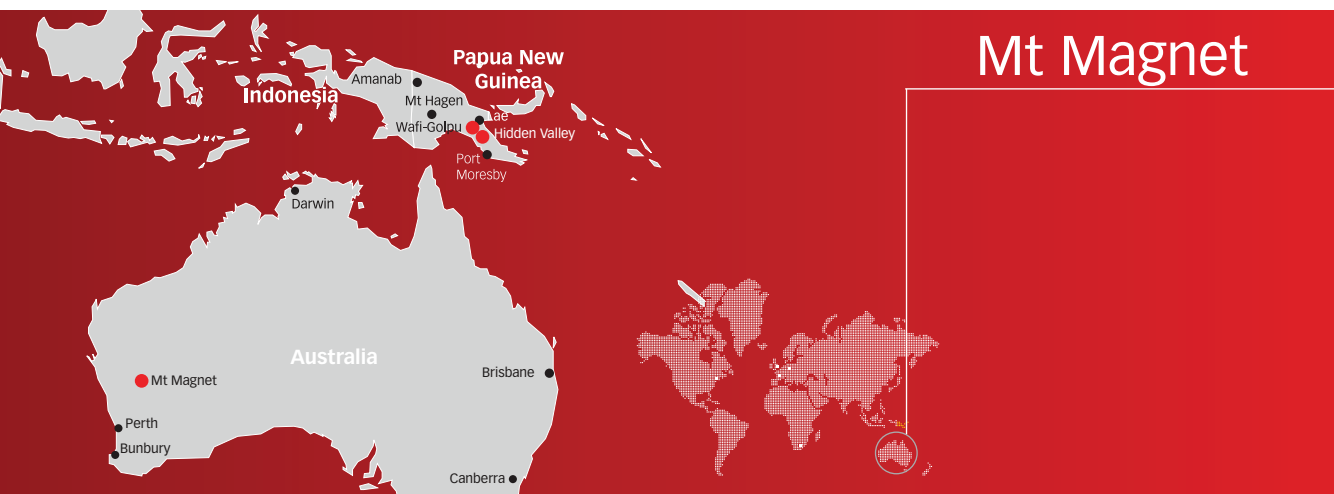 Mt Magnet
Papua New
Guinea
Indonesia
Amanab
Mt Hagen
Lae
Wafi-Golpu
Hidden Valley
Port
Moresby
Darwin
Australia
Brisbane
Mt Magnet
Perth
Bunbury
Canberra